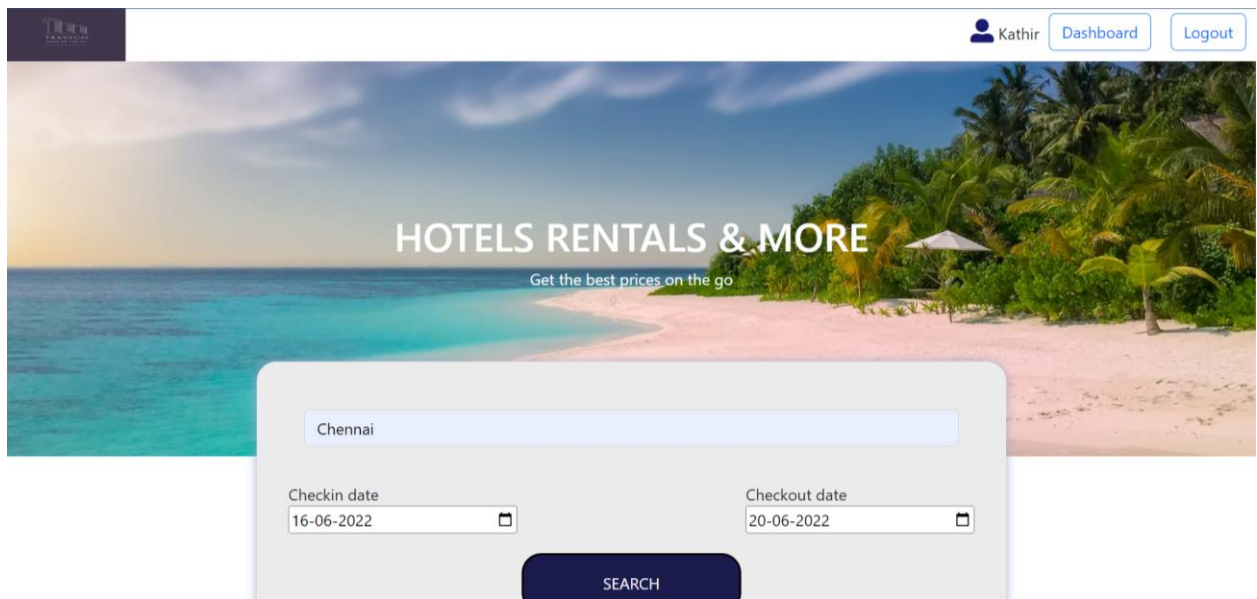 Kathir Dashboard Logout
HOTELS RENTALS & MORE
Get the best prices on the go
Chennai
Checkin date Checkout date
16-06-2022 20-06-2022
SEARCH